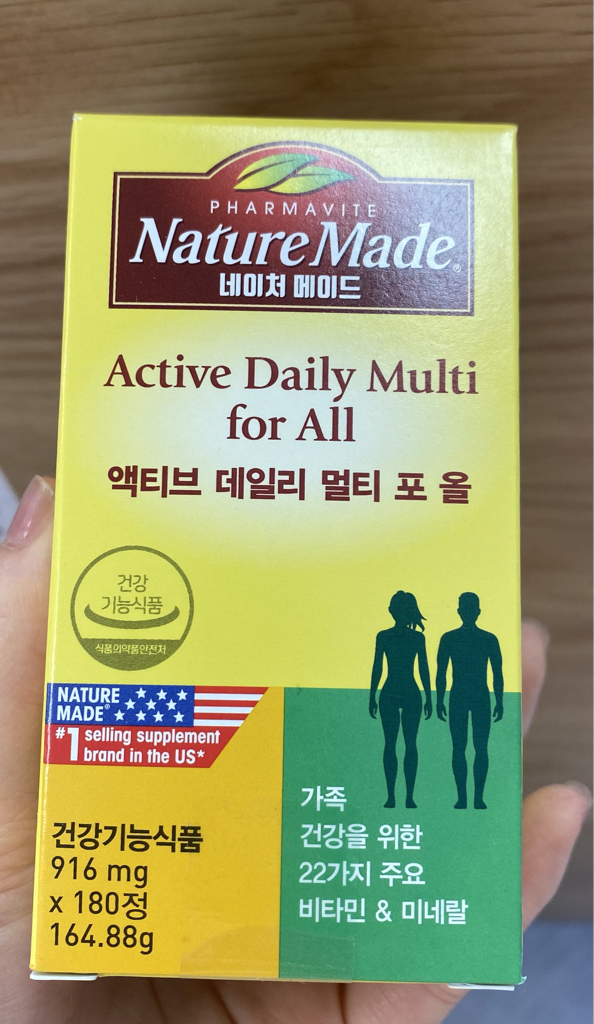 PHARMAVITE
Nature Made®
네이처 메이드
Active Daily Multi
for All
액티브 데일리 멀티 포 올
건강
기능식품
식품의약품안전처
NATURE
MADE®
#1 selling supplement
brand in the US*
가족
건강을 위한
22가지 주요
비타민 & 미네랄
건강기능식품
916 mg
x 180정
164.88g